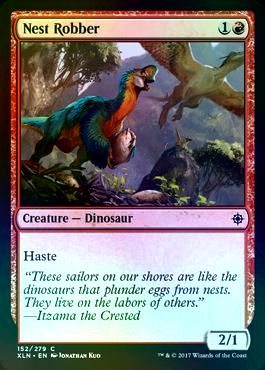 Nest Robber 1
Creature — Dinosaur
Haste
“These sailors on our shores are like the
dinosaurs that plunder eggs from nests.
They live on the labors of others.”
—Itzama the Crested
2/1
152/279 C
XLN • EN Jonathan Kuo
™ & © 2017 Wizards of the Coast